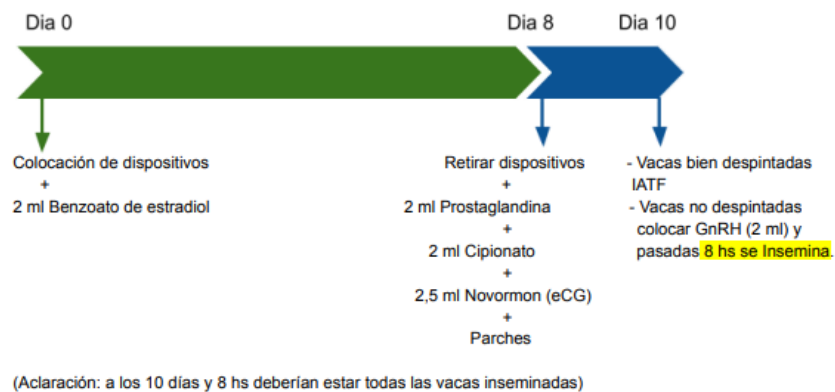 Dia 0
Dia 8
Dia 10
Colocación de dispositivos
+
2 ml Benzoato de estradiol
Retirar dispositivos
+
2 ml Prostaglandina
+
2 ml Cipionato
+
2,5 ml Novormon (eCG)
+
Parches
- Vacas bien despintadas
IATF
- Vacas no despintadas
colocar GnRH (2 ml) y
pasadas 8 hs se Insemina.
(Aclaración: a los 10 días y 8 hs deberían estar todas las vacas inseminadas)